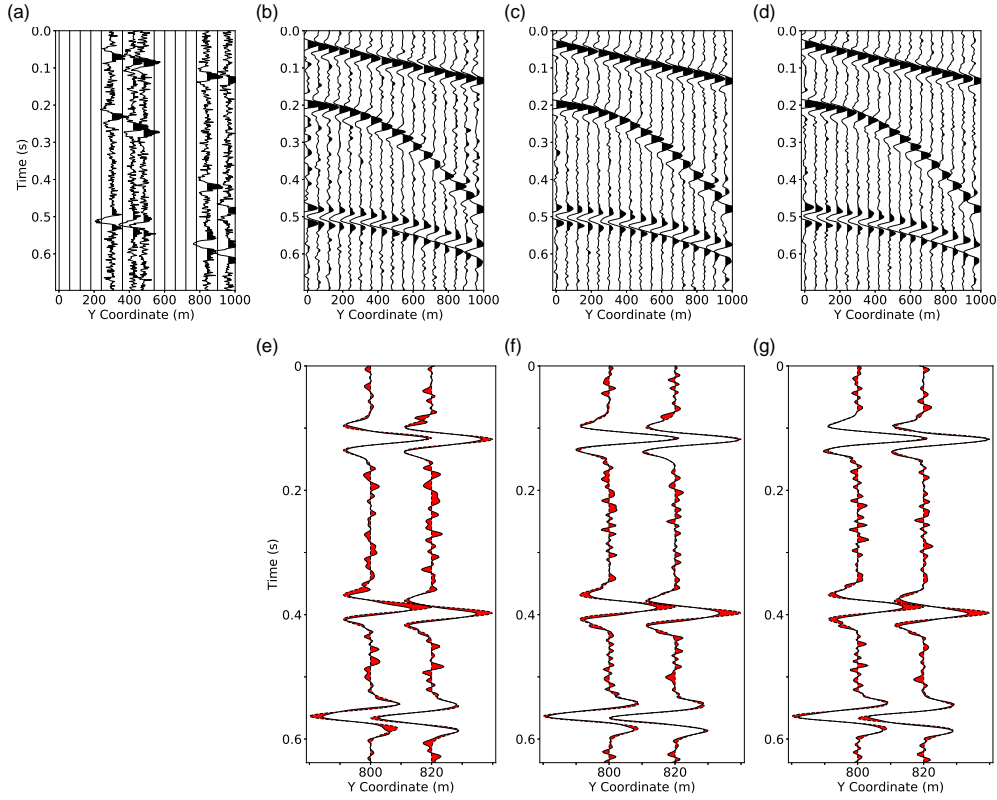 (a) (b) (c) (d)
0.0 0.0 0.0 0.0
0.1 0.1 0.1 0.1
0.2 0.2 0.2 0.2
0.3 0.3 0.3 0.3
0.4 0.4 0.4 0.4
0.5 0.5 0.5 0.5
0.6 0.6 0.6 0.6
Time (s)
0 200 400 600 800 1000 0 200 400 600 800 1000 0 200 400 600 800 1000 0 200 400 600 800 1000
Y Coordinate (m) Y Coordinate (m) Y Coordinate (m) Y Coordinate (m)
(e) (f) (g)
0 0 0
0.2 0.2 0.2
0.4 0.4 0.4
0.6 0.6 0.6
Time (s)
800 820 800 820 800 820
Y Coordinate (m) Y Coordinate (m) Y Coordinate (m)